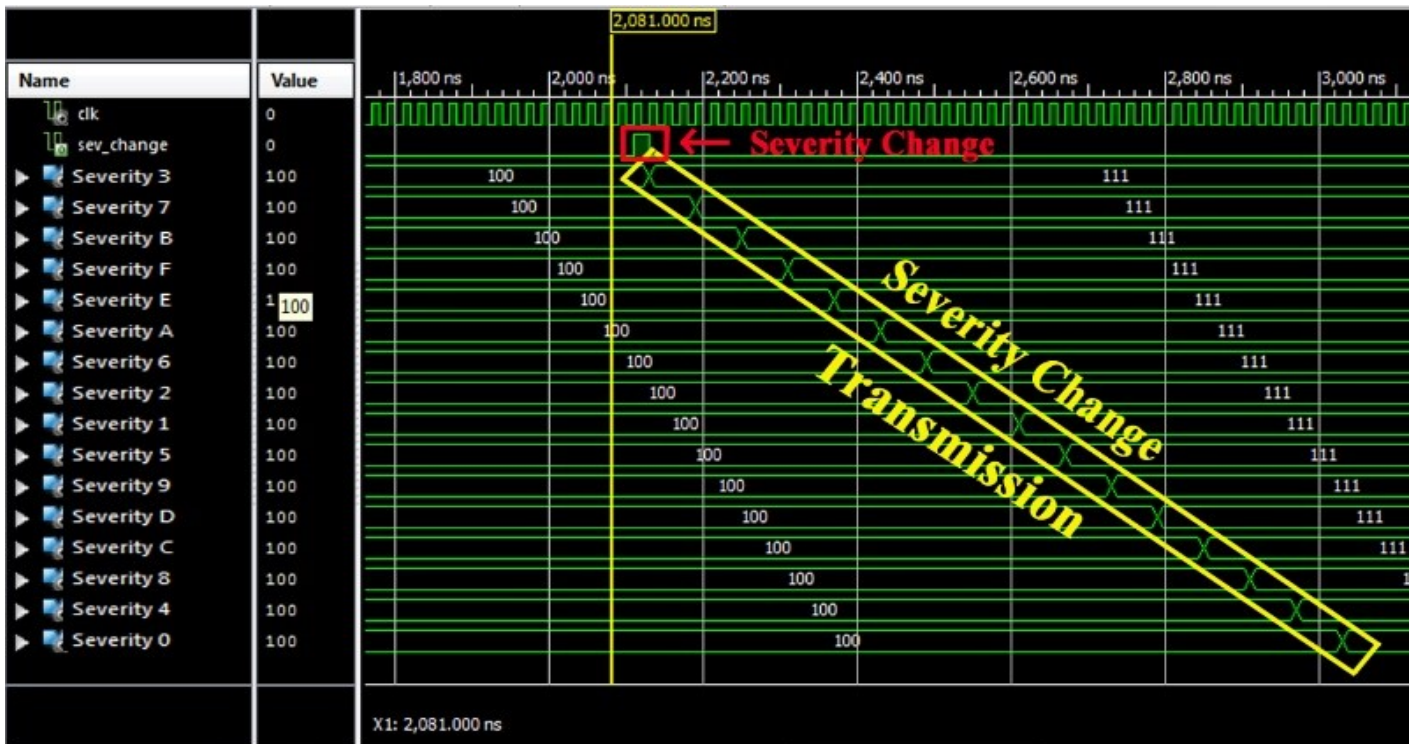 2,081.000 ns
Name Value
1,800 ns 2,000 ns 2,200 ns 2,400 ns 2,600 ns 2,800 ns 3,000 ns
clk 0
sev_change 0 ← Severity Change
Severity 3 100 100 111
Severity 7 100 100 111
Severity B 100 100 111
Severity F 100 100 111
Severity E 1 100 100 111
Severity A 100 100 111
Severity 6 100 100 111
Severity 2 100 100 111
Severity 1 100 100 111
Severity 5 100 100 111
Severity 9 100 100 111
Severity D 100 100 111
Severity C 100 100 111
Severity 8 100 100 1
Severity 4 100 100
Severity 0 100 100
Severity Change
Transmission
X1: 2,081.000 ns